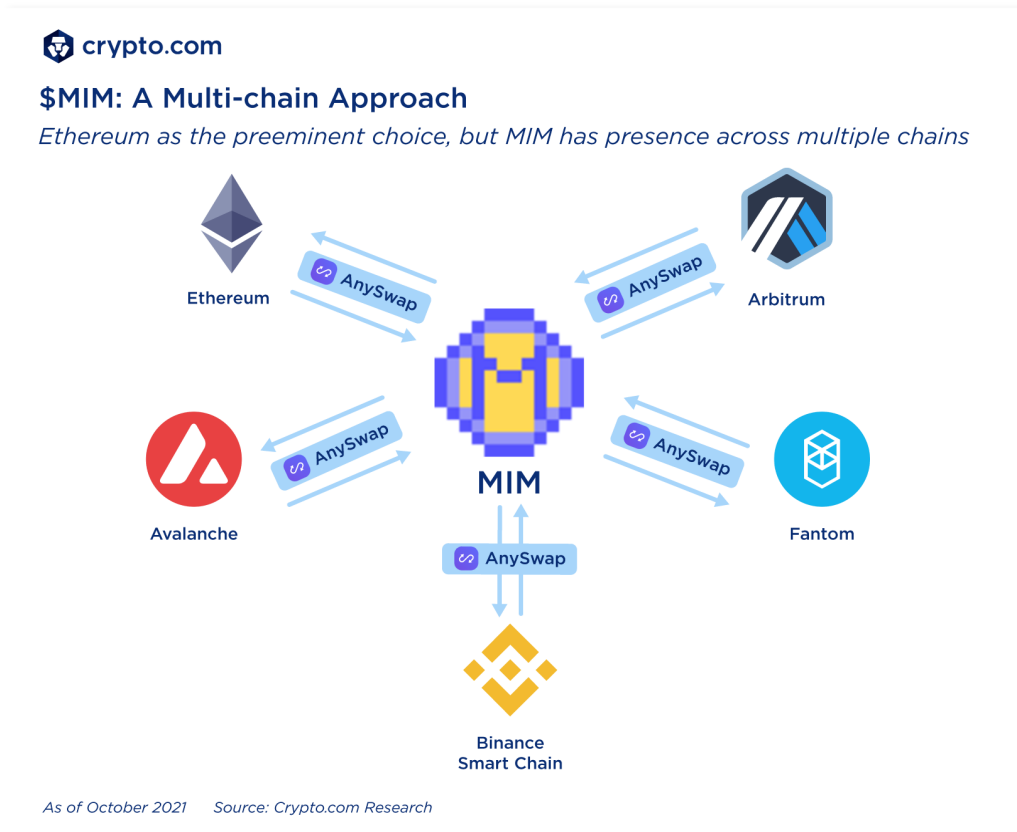 crypto.com
$MIM: A Multi-chain Approach
Ethereum as the preeminent choice, but MIM has presence across multiple chains
Ethereum
AnySwap
AnySwap
Arbitrum
MIM
Avalanche
AnySwap
AnySwap
Fantom
AnySwap
Binance
Smart Chain
As of October 2021 Source: Crypto.com Research